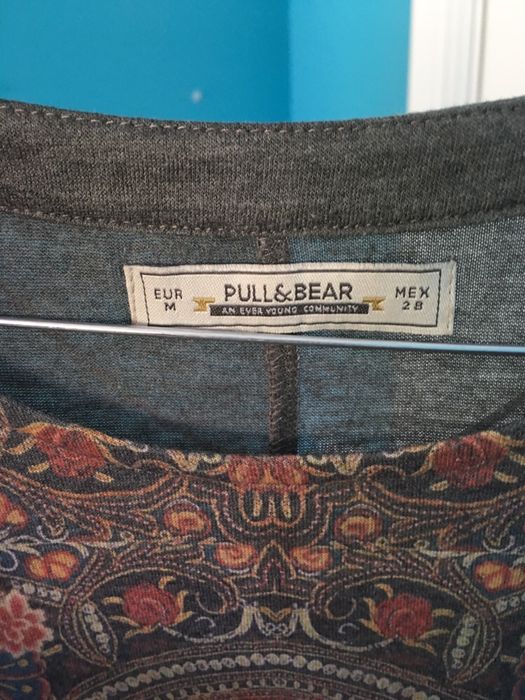 EUR
M
PULL&BEAR
AN EVER YOUNG COMMUNITY
MEX
28